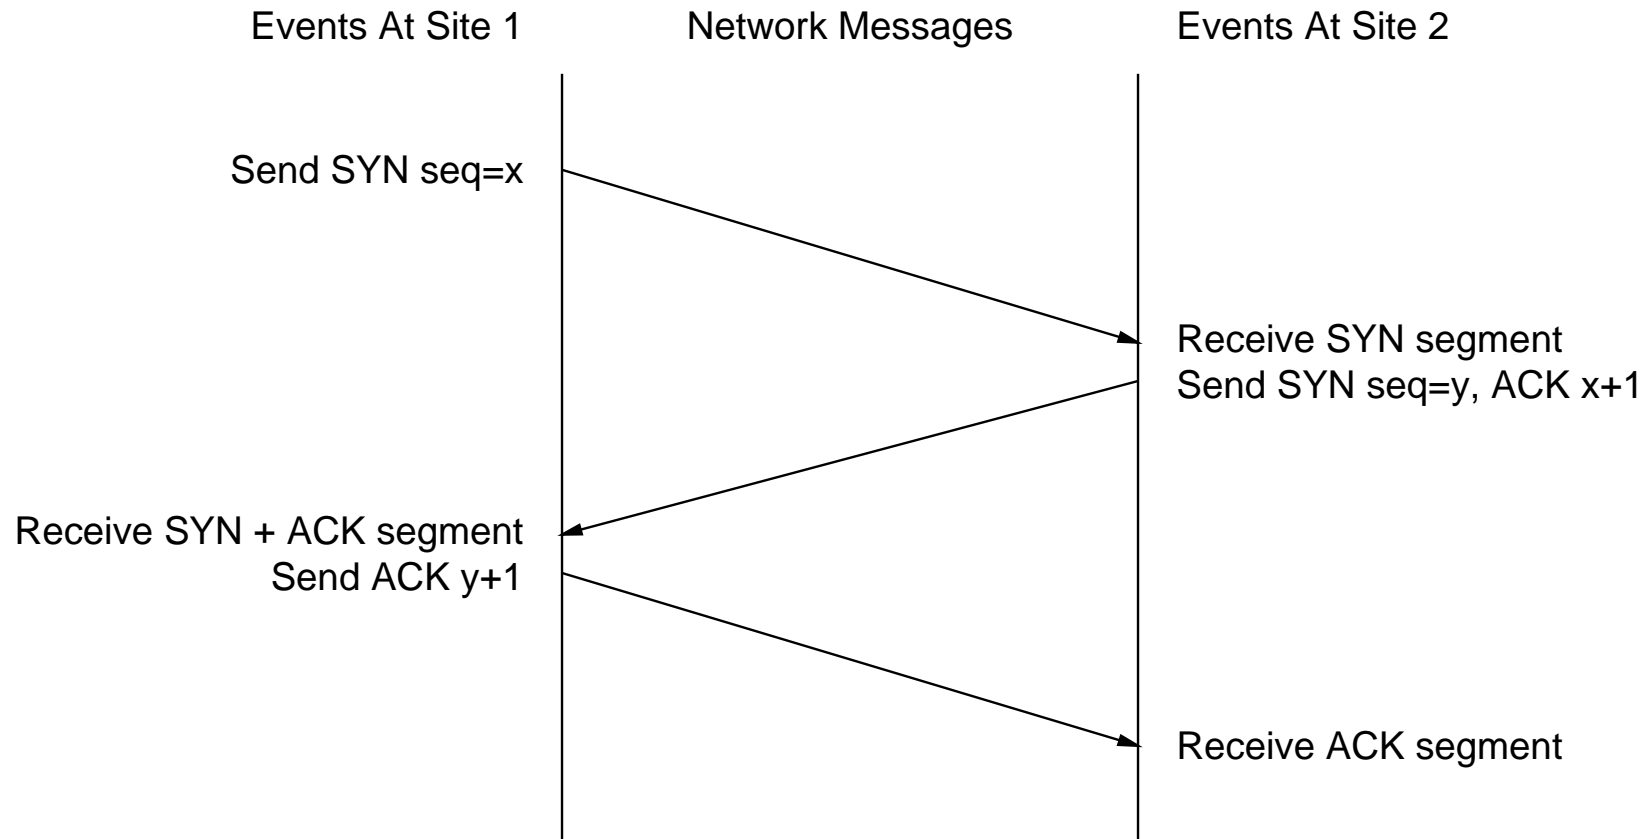 Events At Site 1
Network Messages
Events At Site 2
Send SYN seq=x
Receive SYN segment
Send SYN seq=y, ACK x+1
Receive SYN + ACK segment
Send ACK y+1
Receive ACK segment